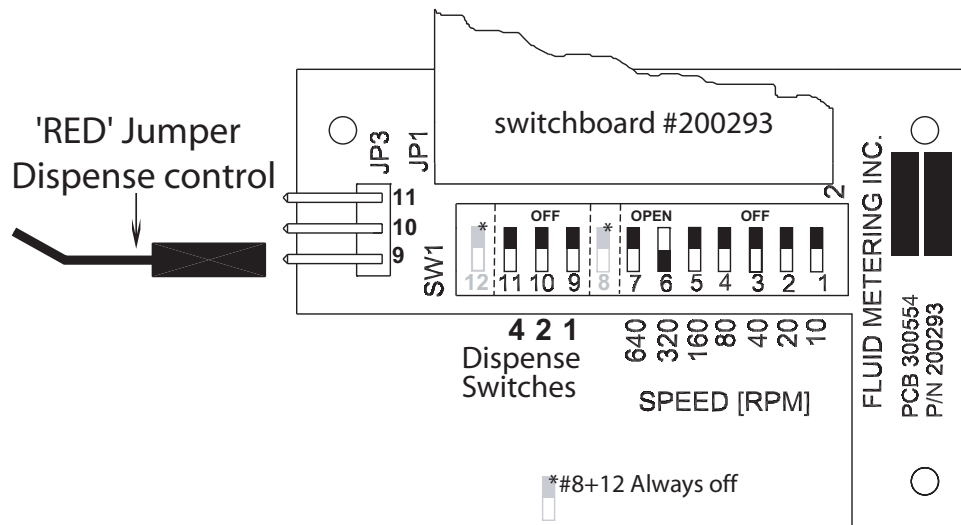 'RED' Jumper
Dispense control
switchboard #200293
JP3
JP1
11
10
9
SW1
2
OFF
OPEN
OFF
* *
12 11 10 9 8 7 6 5 4 3 2 1
4 2 1
Dispense
Switches
640 320 160 80 40 20 10
SPEED [RPM]
FLUID METERING INC.
PCB 300554
P/N 200293
*#8+12 Always off